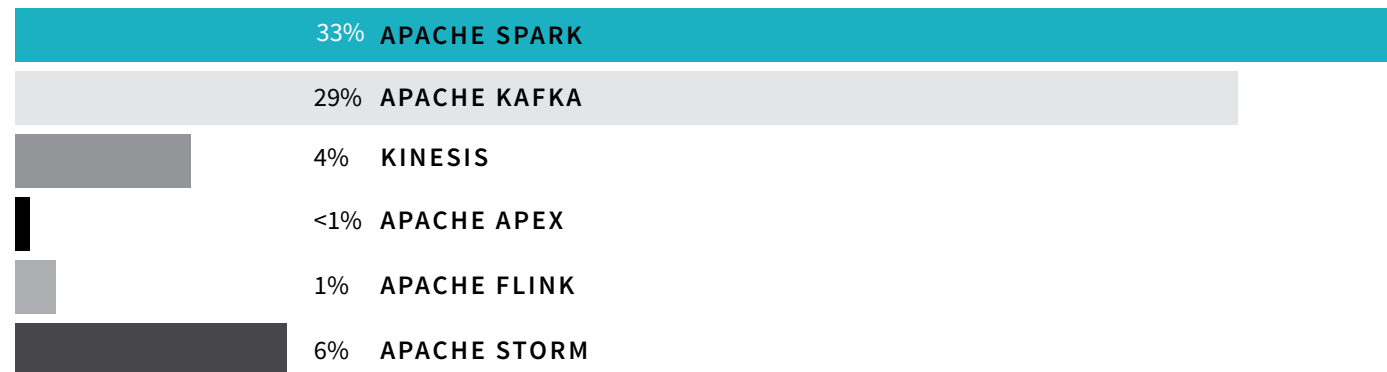 33% APACHE SPARK
29% APACHE KAFKA
4% KINESIS
<1% APACHE APEX
1% APACHE FLINK
6% APACHE STORM